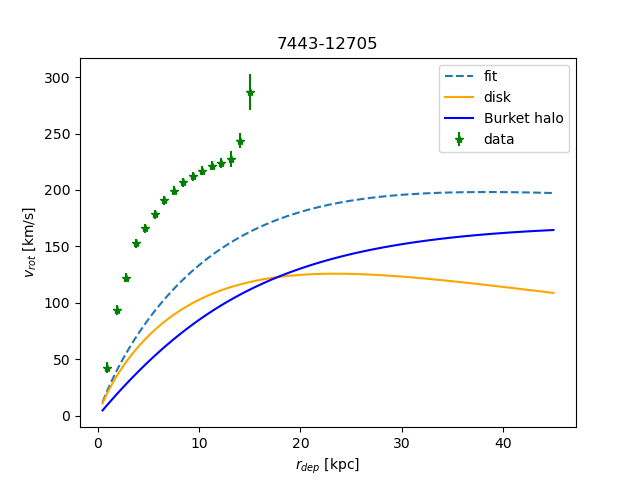 7443-12705
fit
disk
Burket halo
data
300
250
200
150
100
50
0
v_rot [km/s]
0 10 20 30 40
r_dep [kpc]